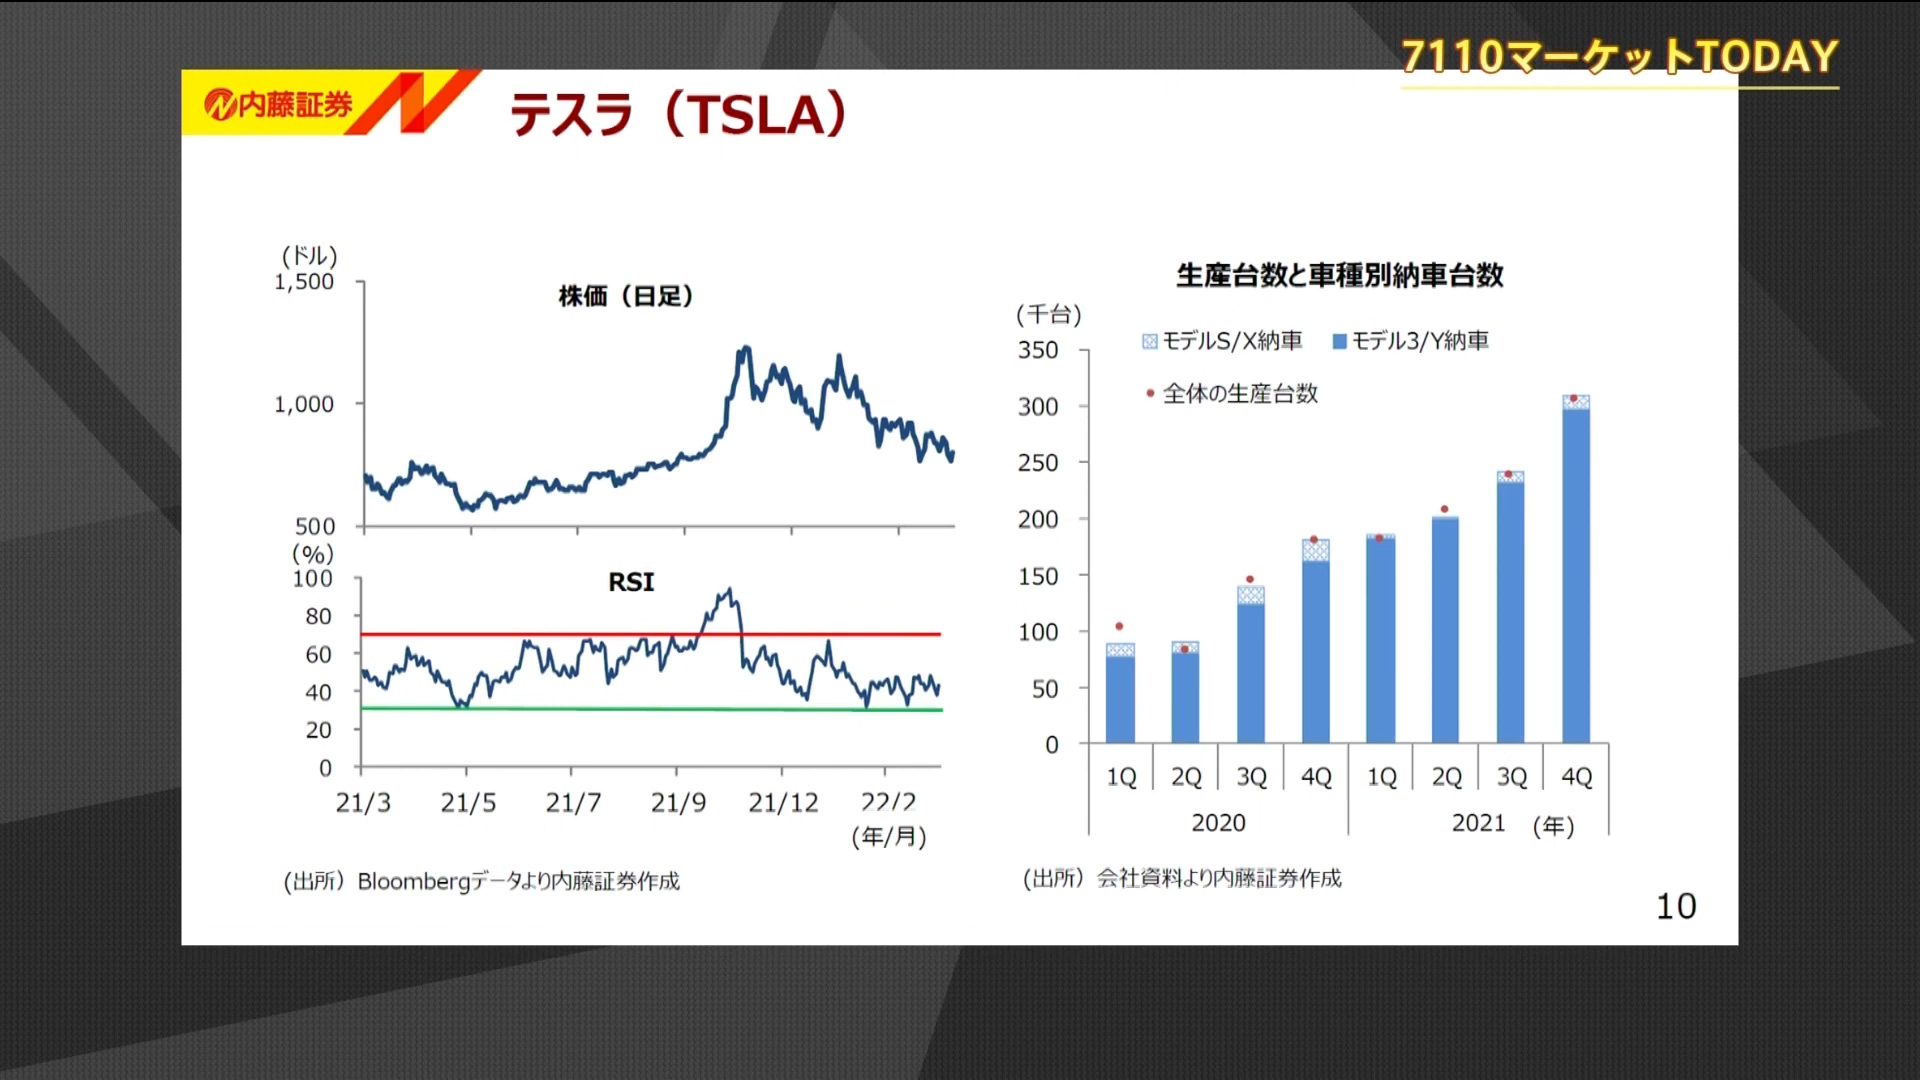 7110マーケットTODAY
内藤証券
テスラ（TSLA）
(ドル)
株価（日足）
1,500
1,000
500
(%)
RSI
100
80
60
40
20
0
21/3 21/5 21/7 21/9 21/12 22/2
(年/月)
(出所）Bloombergデータより内藤証券作成
生産台数と車種別納車台数
(千台)
モデルS/X納車 モデル3/Y納車
全体の生産台数
350
300
250
200
150
100
50
0
1Q 2Q 3Q 4Q 1Q 2Q 3Q 4Q
2020 2021 (年)
(出所）会社資料より内藤証券作成
10